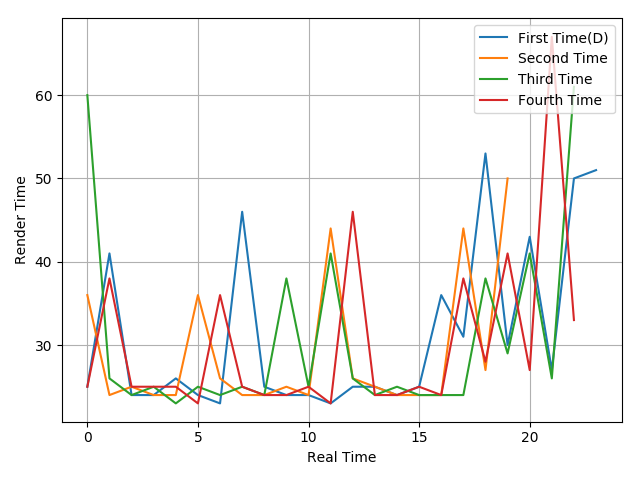 First Time(D)
Second Time
Third Time
Fourth Time
60
50
40
30
Render Time
0 5 10 15 20
Real Time